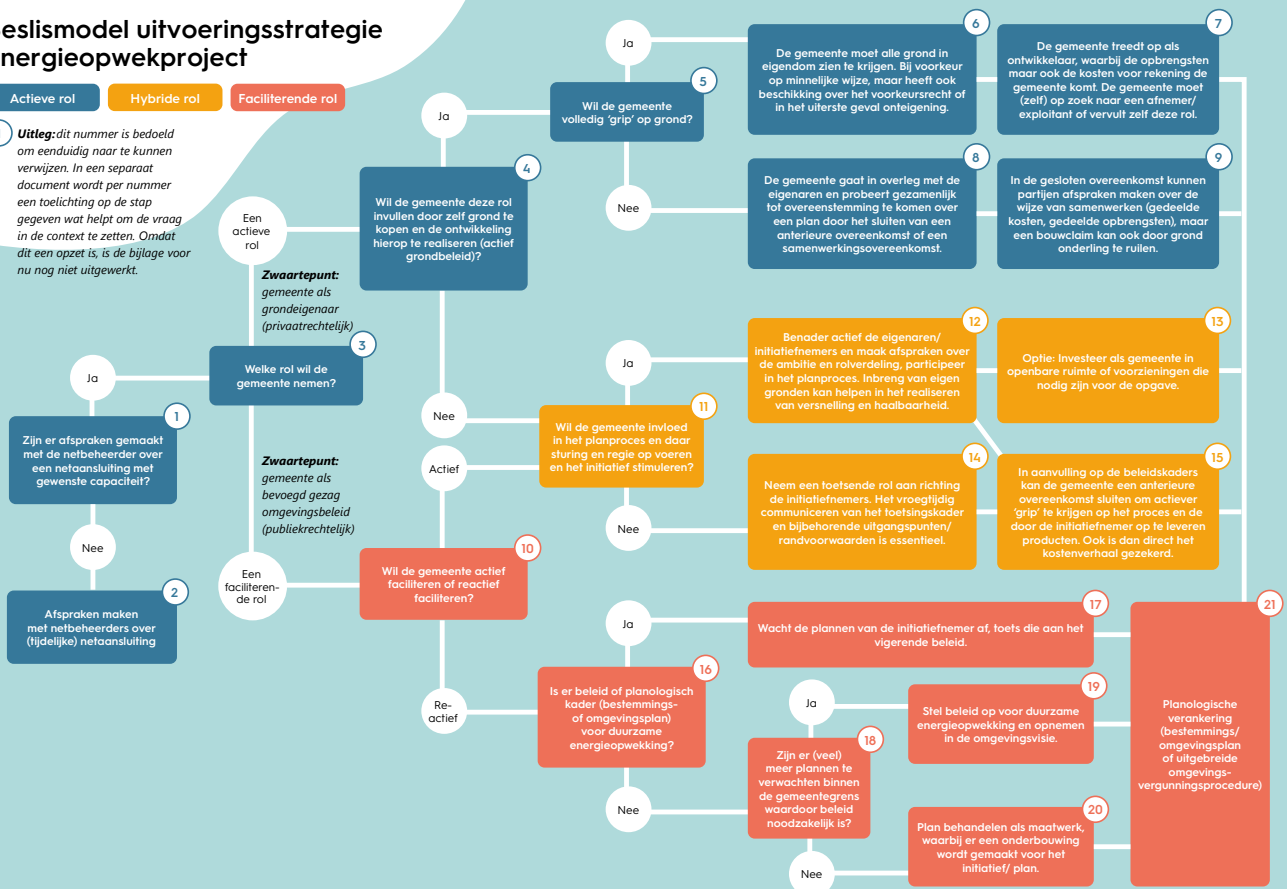 eslismodel uitvoeringsstrategie
nergieopwekproject
Actieve rol
Hybride rol
Faciliterende rol
Uitleg: dit nummer is bedoeld
om eenduidig naar te kunnen
verwijzen. In een separaat
document wordt per nummer
een toelichting op de stap
gegeven wat helpt om de vraag
in de context te zetten. Omdat
dit een opzet is, is de bijlage voor
nu nog niet uitgewerkt.
Ja
1
Zijn er afspraken gemaakt
met de netbeheerder over
een netaansluiting met
gewenste capaciteit?
Nee
2
Afspraken maken
met netbeheerders over
(tijdelijke) netaansluiting
Een
actieve
rol
Zwaartepunt:
gemeente als
grondeigenaar
(privaatrechtelijk)
3
Welke rol wil de
gemeente nemen?
Zwaartepunt:
gemeente als
bevoegd gezag
omgevingsbeleid
(publiekrechtelijk)
Een
faciliteren-
de rol
Ja
4
Wil de gemeente deze rol
invullen door zelf grond te
kopen en de ontwikkeling
hierop te realiseren (actief
grondbeleid)?
Nee
Actief
10
Wil de gemeente actief
faciliteren of reactief
faciliteren?
Re-
actief
Ja
5
Wil de gemeente
volledig ‘grip’ op grond?
Nee
6
De gemeente moet alle grond in
eigendom zien te krijgen. Bij voorkeur
op minnelijke wijze, maar heeft ook
beschikking over het voorkeursrecht of
in het uiterste geval onteigening.
7
De gemeente treedt op als
ontwikkelaar, waarbij de opbrengsten
maar ook de kosten voor rekening de
gemeente komt. De gemeente moet
(zelf) op zoek naar een afnemer/
exploitant of vervult zelf deze rol.
8
De gemeente gaat in overleg met de
eigenaren en probeert gezamenlijk
tot overeenstemming te komen over
een plan door het sluiten van een
anterieure overeenkomst of een
samenwerkingsovereenkomst.
9
In de gesloten overeenkomst kunnen
partijen afspraken maken over de
wijze van samenwerken (gedeelde
kosten, gedeelde opbrengsten), maar
een bouwclaim kan ook door grond
onderling te ruilen.
Ja
11
Wil de gemeente invloed
in het planproces en daar
sturing en regie op voeren
en het initiatief stimuleren?
Nee
12
Benader actief de eigenaren/
initiatiefnemers en maak afspraken over
de ambitie en rolverdeling, participeer
in het planproces. Inbreng van eigen
gronden kan helpen in het realiseren
van versnelling en haalbaarheid.
13
Optie: Investeer als gemeente in
openbare ruimte of voorzieningen die
nodig zijn voor de opgave.
14
Neem een toetsende rol aan richting
de initiatiefnemers. Het vroegtijdig
communiceren van het toetsingskader
en bijbehorende uitgangspunten/
randvoorwaarden is essentieel.
15
In aanvulling op de beleidskaders
kan de gemeente een anterieure
overeenkomst sluiten om actiever
‘grip’ te krijgen op het proces en de
door de initiatiefnemer op te leveren
producten. Ook is dan direct het
kostenverhaal gezekerd.
Ja
16
Is er beleid of planologisch
kader (bestemmings-
of omgevingsplan)
voor duurzame
energieopwekking?
Nee
17
Wacht de plannen van de initiatiefnemer af, toets die aan het
vigerende beleid.
Ja
18
Zijn er (veel)
meer plannen te
verwachten binnen
de gemeentegrens
waardoor beleid
noodzakelijk is?
Nee
19
Stel beleid op voor duurzame
energieopwekking en opnemen
in de omgevingsvisie.
20
Plan behandelen als maatwerk,
waarbij er een onderbouwing
wordt gemaakt voor het
initiatief/ plan.
21
Planologische
verankering
(bestemmings/
omgevingsplan
of uitgebreide
omgevings-
vergunningsprocedure)